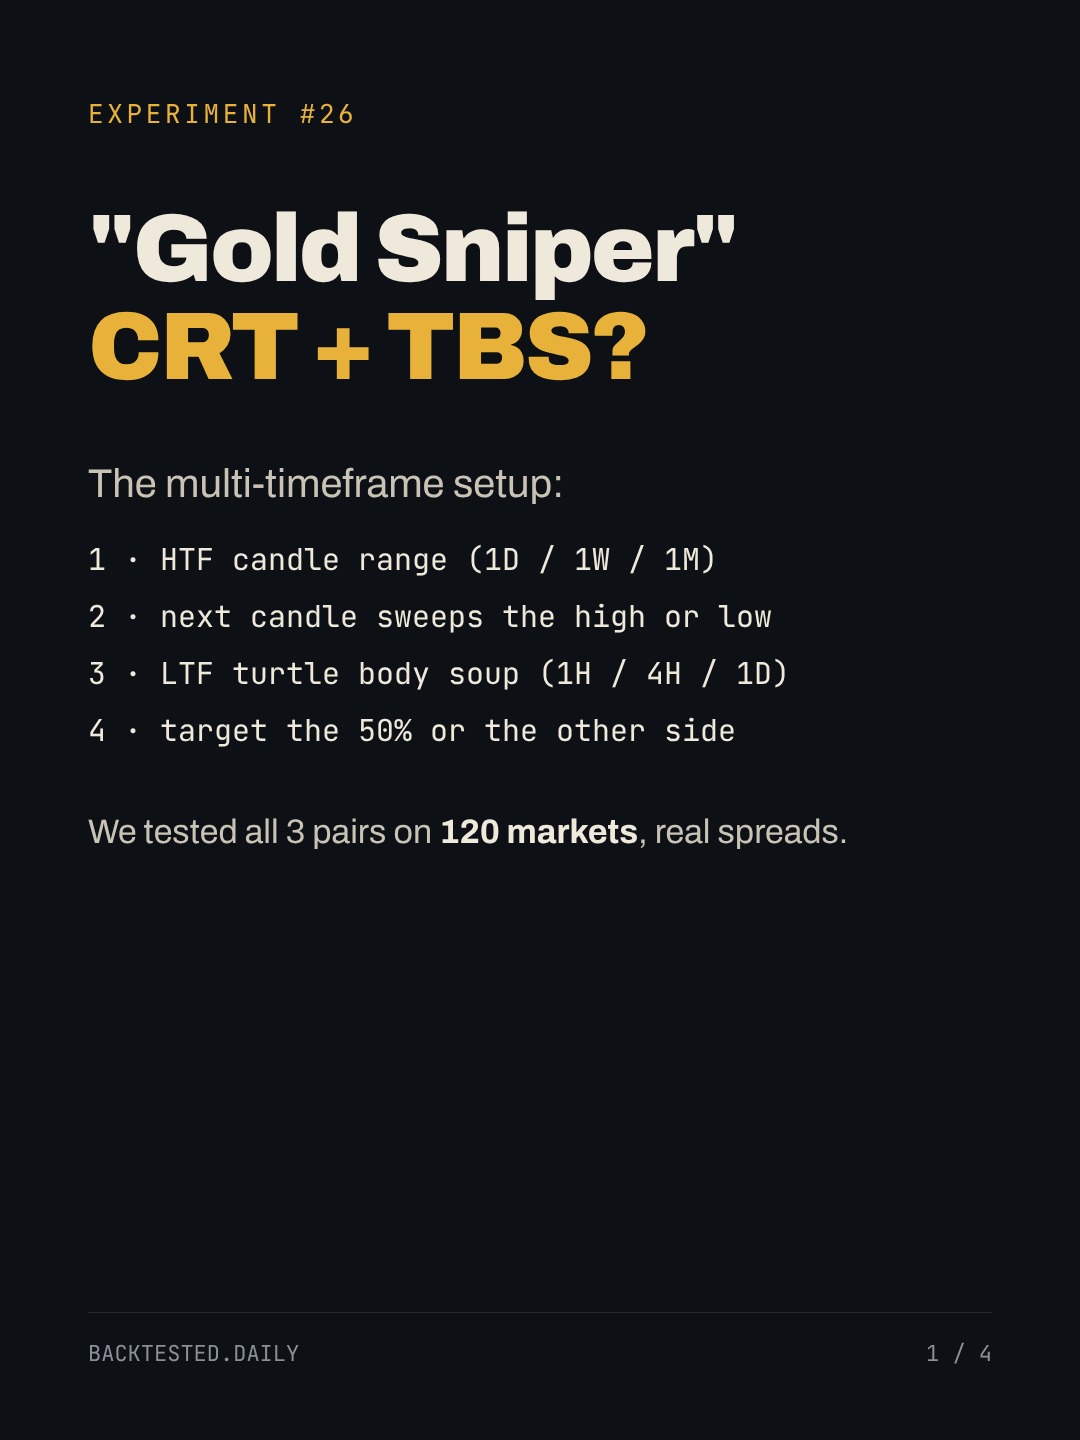 EXPERIMENT #26
"Gold Sniper"
CRT + TBS?
The multi-timeframe setup:
1 · HTF candle range (1D / 1W / 1M)
2 · next candle sweeps the high or low
3 · LTF turtle body soup (1H / 4H / 1D)
4 · target the 50% or the other side
We tested all 3 pairs on 120 markets, real spreads.
BACKTESTED.DAILY
1 / 4